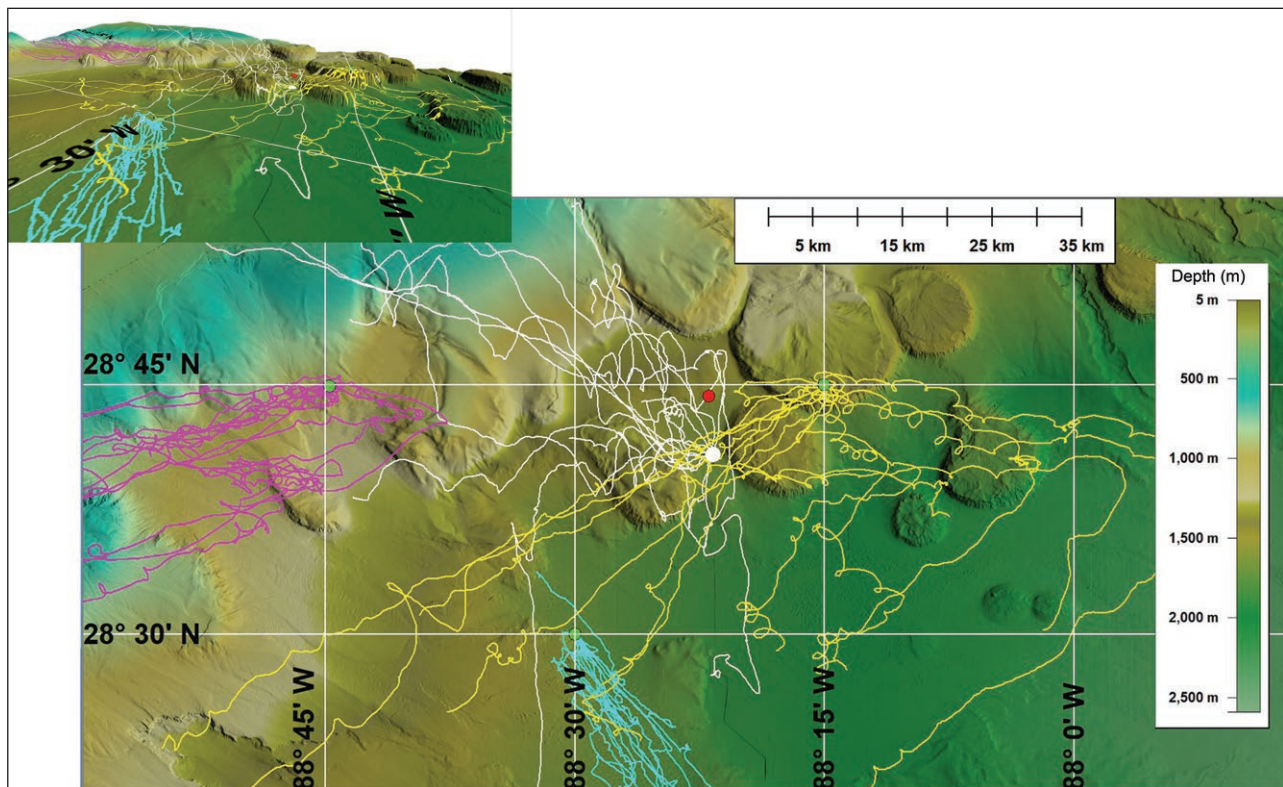 30' W
5 km 15 km 25 km 35 km
Depth (m)
5 m
500 m
1,000 m
1,500 m
2,000 m
2,500 m
28° 45' N
28° 30' N
88° 45' W
88° 30' W
88° 15' W
88° 0' W